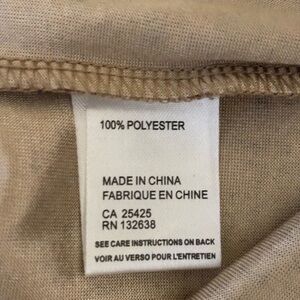 100% POLYESTER
MADE IN CHINA
FABRIQUE EN CHINE
CA 25425
RN 132638
SEE CARE INSTRUCTIONS ON BACK
VOIR AU VERSO POUR L'ENTRETIEN